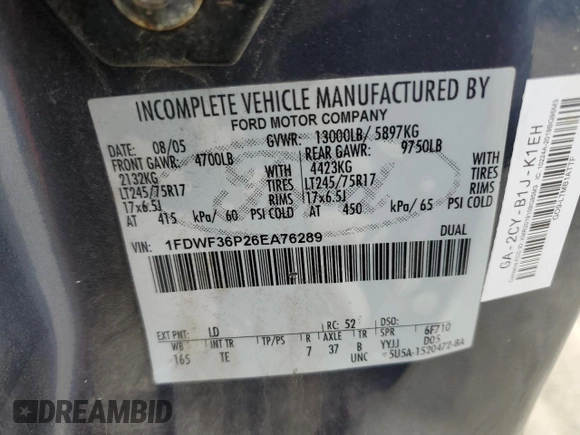 INCOMPLETE VEHICLE MANUFACTURED BY
FORD MOTOR COMPANY
DATE: 08/05 GVWR: 13000LB/ 5897KG
FRONT GAWR: 4700LB REAR GAWR: 9750LB
2132KG WITH 4423KG WITH
LT245/75R17 TIRES LT245/75R17 TIRES
17x6.5J RIMS 17x6.5J RIMS
AT 415 kPa/ 60 PSI COLD AT 450 kPa/ 65 PSI COLD
VIN: 1FDWF36P26EA76289 DUAL
EXT PNT: LD RC: 52 DSO:
WB INT TR TP/PS R AXLE TR SPR 6F710
165 TE 7 37 B YYJJ D05
UNC 5U5A-1520472-BA
GA-2CY-B1J-K1EH
DREAMBID